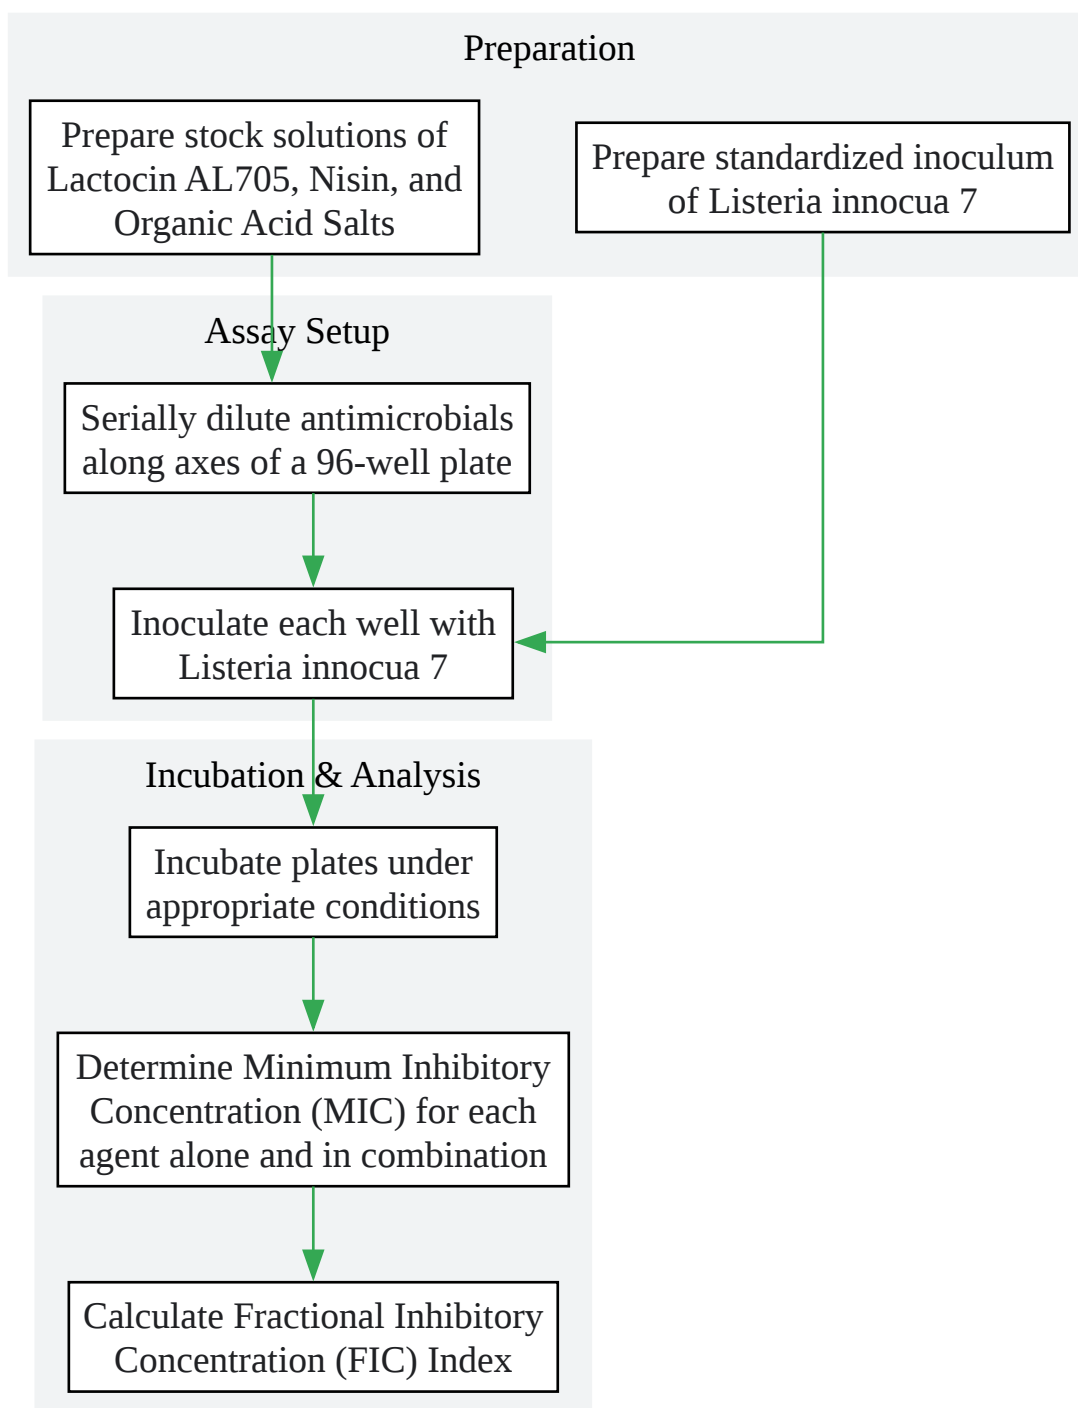 Preparation
Prepare stock solutions of
Lactocin AL705, Nisin, and
Organic Acid Salts
Prepare standardized inoculum
of Listeria innocua 7
Assay Setup
Serially dilute antimicrobials
along axes of a 96-well plate
Inoculate each well with
Listeria innocua 7
Incubation & Analysis
Incubate plates under
appropriate conditions
Determine Minimum Inhibitory
Concentration (MIC) for each
agent alone and in combination
Calculate Fractional Inhibitory
Concentration (FIC) Index